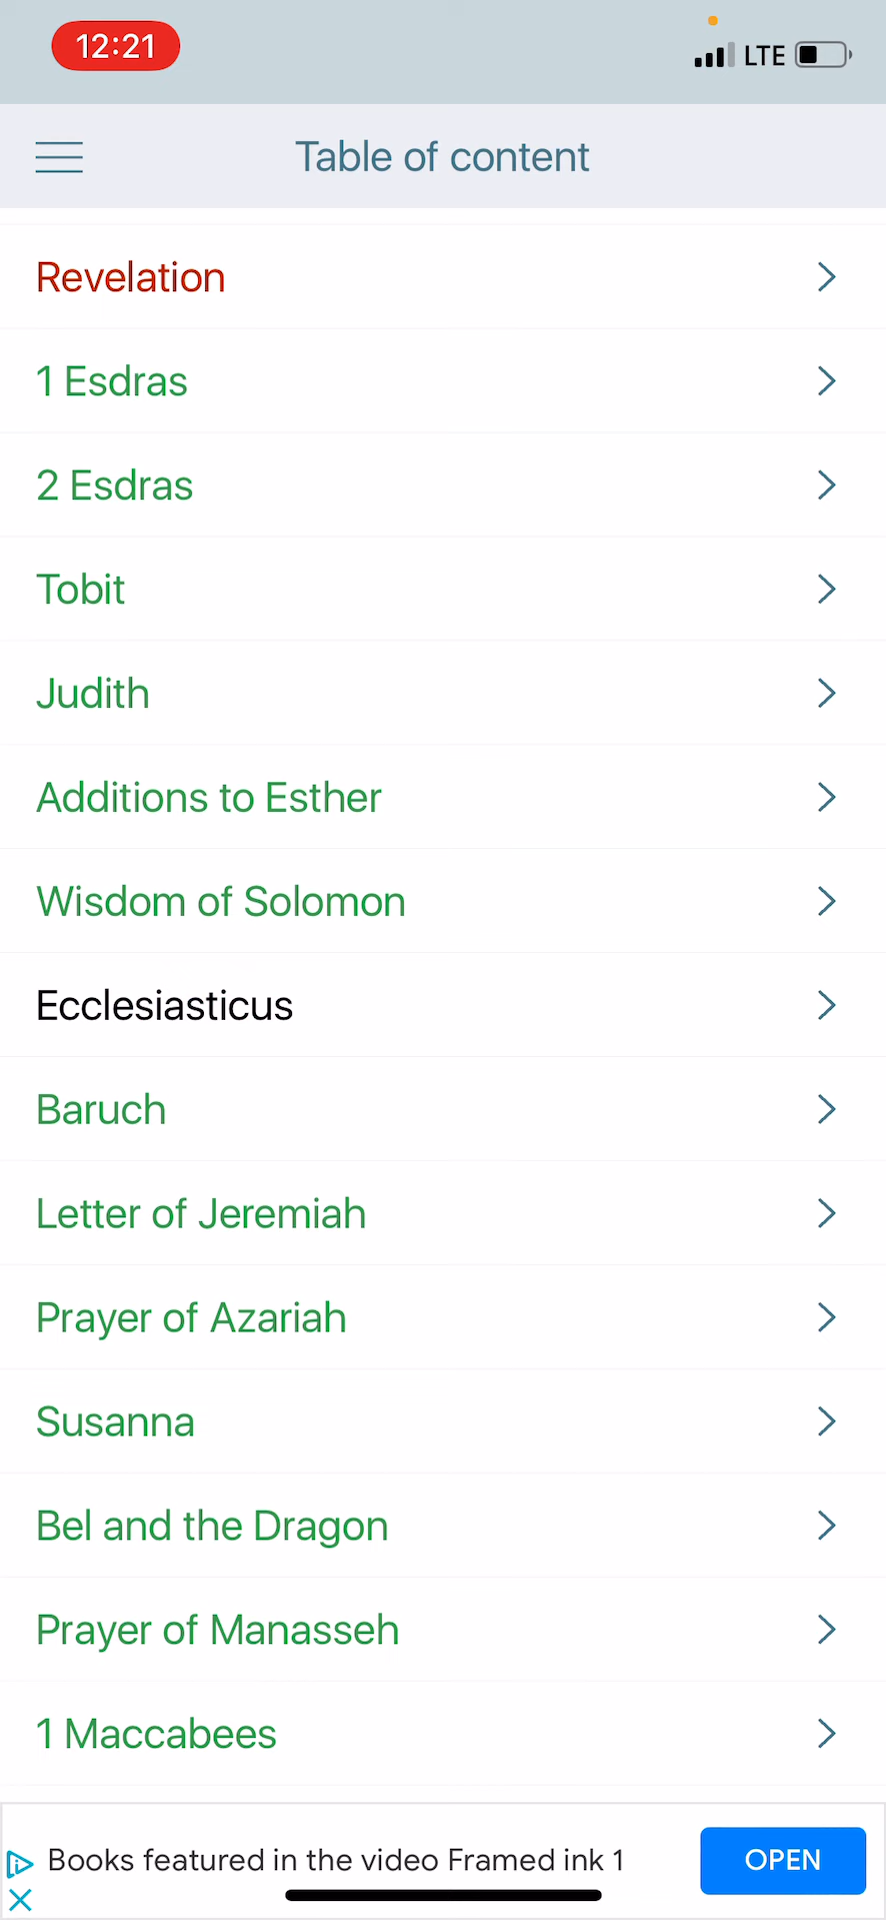 12:21
LTE
Table of content
Revelation
1 Esdras
2 Esdras
Tobit
Judith
Additions to Esther
Wisdom of Solomon
Ecclesiasticus
Baruch
Letter of Jeremiah
Prayer of Azariah
Susanna
Bel and the Dragon
Prayer of Manasseh
1 Maccabees
Books featured in the video Framed ink 1
OPEN